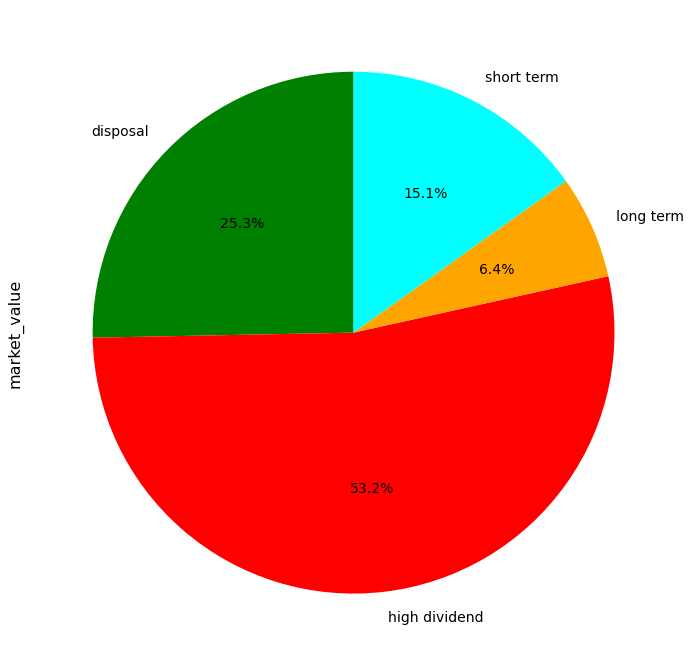 short term
disposal
15.1%
long term
25.3%
6.4%
market_value
53.2%
high dividend